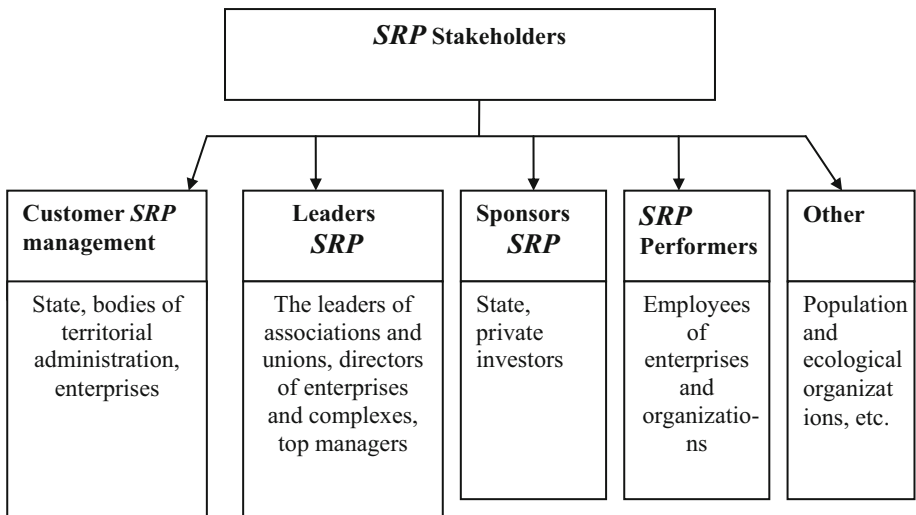 SRP Stakeholders
Customer SRP
management
State, bodies of
territorial
administration,
enterprises
Leaders
SRP
The leaders of
associations and
unions, directors
of enterprises
and complexes,
top managers
Sponsors
SRP
State,
private
investors
SRP
Performers
Employees
of
enterprises
and
organizatio-
ns
Other
Population
and
ecological
organizat
ions, etc.